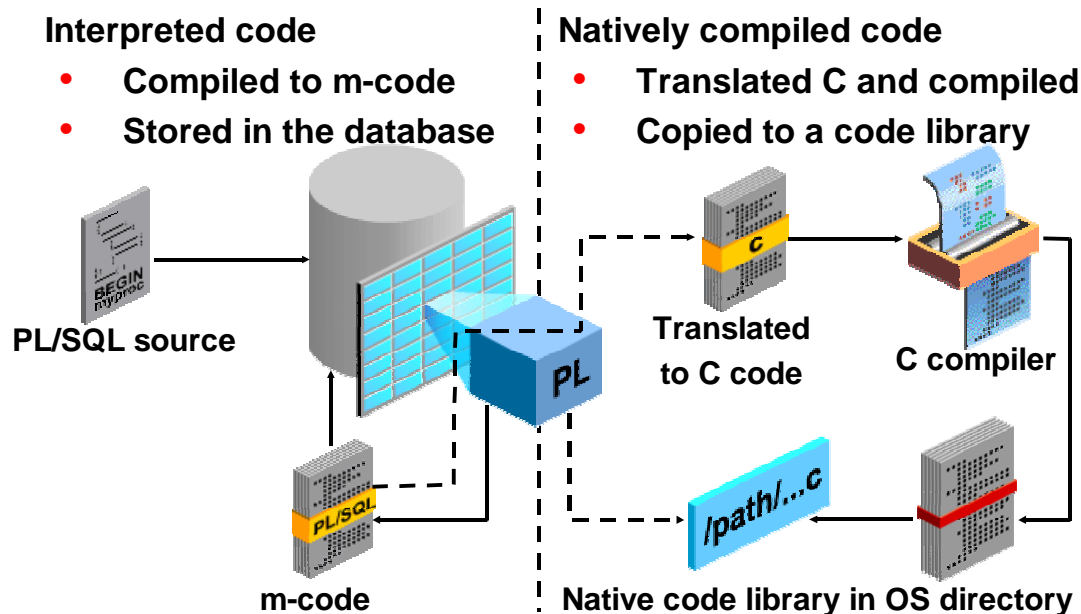 Interpreted code
• Compiled to m-code
• Stored in the database
Natively compiled code
• Translated C and compiled
• Copied to a code library
BEGIN
myproc
PL/SQL source
PL
C
Translated
to C code
C compiler
PL/SQL
m-code
/path/...c
Native code library in OS directory